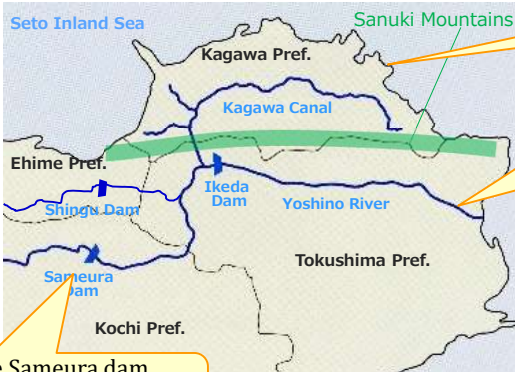 Seto Inland Sea
Sanuki Mountains
Kagawa Pref.
Kagawa Canal
Ehime Pref.
Ikeda
Dam
Shingu Dam
Yoshino River
Tokushima Pref.
Sameura
Dam
Kochi Pref.
Sameura dam